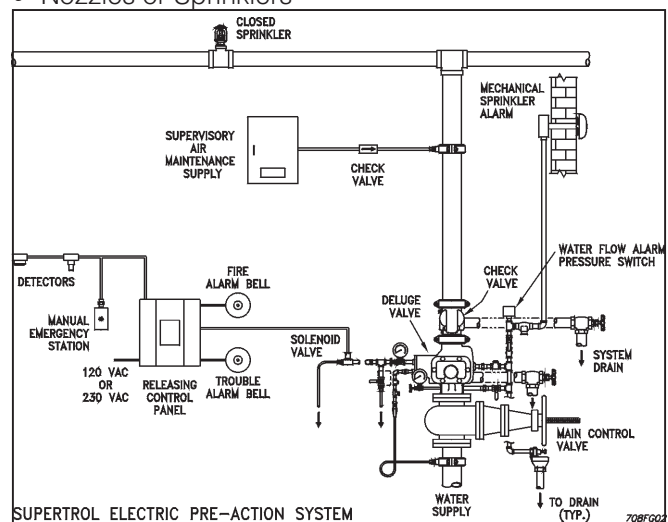 • Nozzles or Sprinklers
CLOSED
SPRINKLER
MECHANICAL
SPRINKLER
ALARM
SUPERVISORY
AIR
MAINTENANCE
SUPPLY
CHECK
VALVE
WATER FLOW ALARM
PRESSURE SWITCH
DETECTORS
FIRE
ALARM BELL
CHECK
VALVE
DELUGE
VALVE
MANUAL
EMERGENCY
STATION
SOLENOID
VALVE
SYSTEM
DRAIN
120 VAC
OR
230 VAC
RELEASING
CONTROL
PANEL
TROUBLE
ALARM BELL
MAIN CONTROL
VALVE
WATER
SUPPLY
TO DRAIN
(TYP.)
SUPERTROL ELECTRIC PRE-ACTION SYSTEM
708FG02